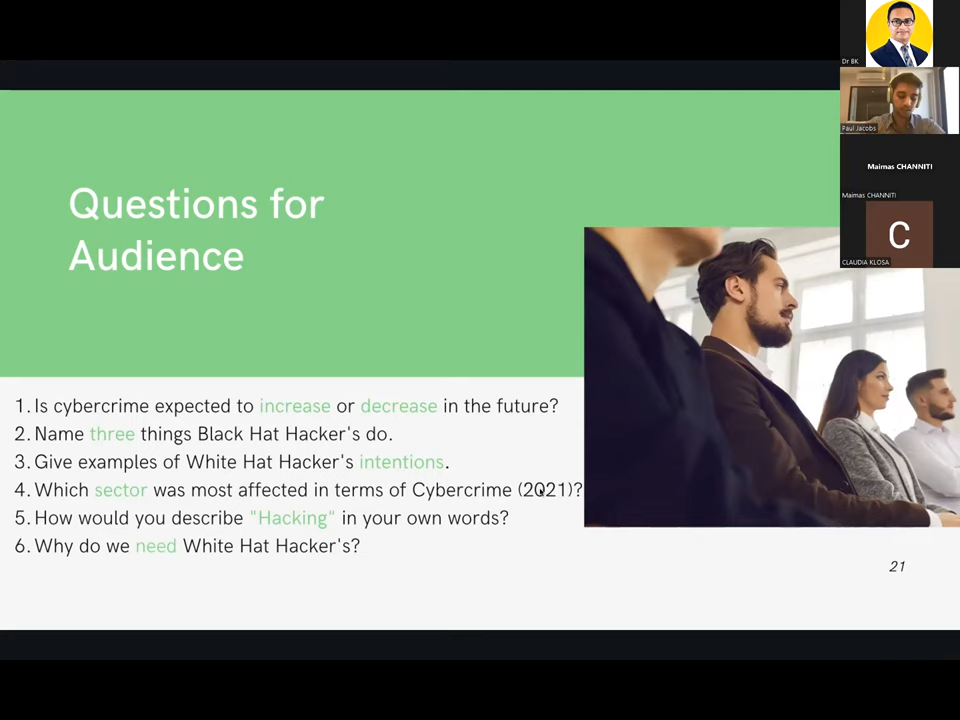 Questions for
Audience
1. Is cybercrime expected to increase or decrease in the future?
2. Name three things Black Hat Hacker's do.
3. Give examples of White Hat Hacker's intentions.
4. Which sector was most affected in terms of Cybercrime (2021)?
5. How would you describe "Hacking" in your own words?
6. Why do we need White Hat Hacker's?
21
Dr BK
Paul Jacobs
Maimas CHANNITI
Maimas CHANNITI
C
CLAUDIA KLOSA